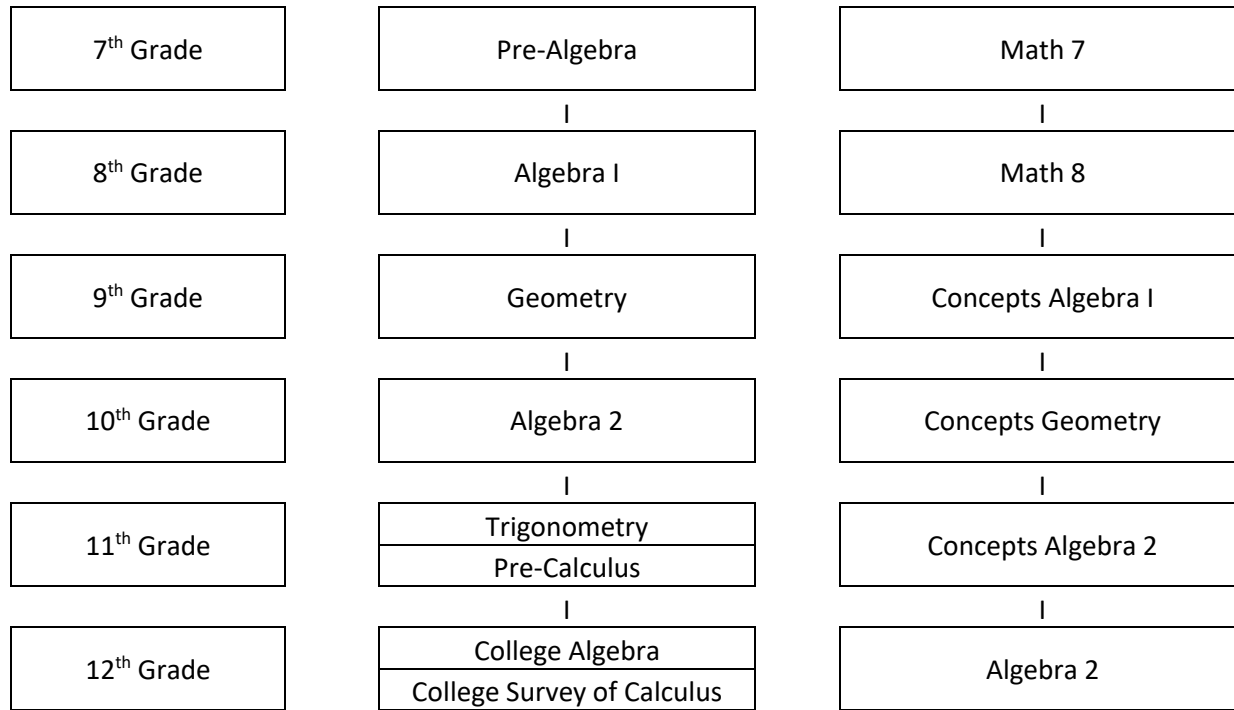 7th Grade Pre-Algebra Math 7
I I
8th Grade Algebra I Math 8
I I
9th Grade Geometry Concepts Algebra I
I I
10th Grade Algebra 2 Concepts Geometry
I I
11th Grade Trigonometry Concepts Algebra 2
Pre-Calculus
I I
12th Grade College Algebra Algebra 2
College Survey of Calculus